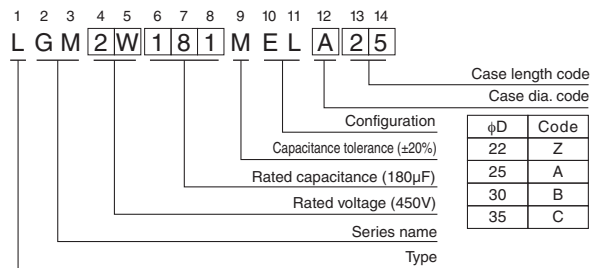 1 2 3 4 5 6 7 8 9 10 11 12 13 14
L G M 2 W 1 8 1 M E L A 2 5
Case length code
Case dia. code
Configuration
Capacitance tolerance (±20%)
Rated capacitance (180µF)
Rated voltage (450V)
Series name
Type
ϕD Code
22 Z
25 A
30 B
35 C